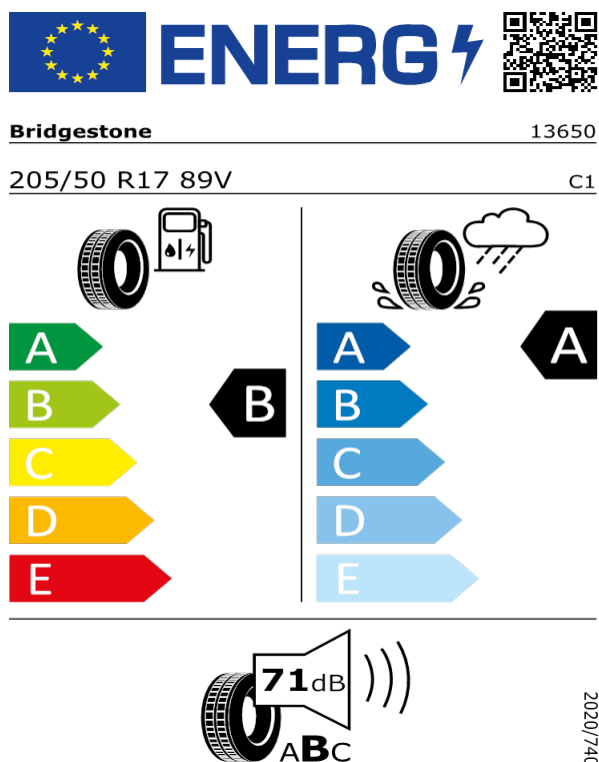 ENERG
Bridgestone 13650
205/50 R17 89V C1
A A A
B B B
C C
D D
E E
71dB
ABC
2020/740